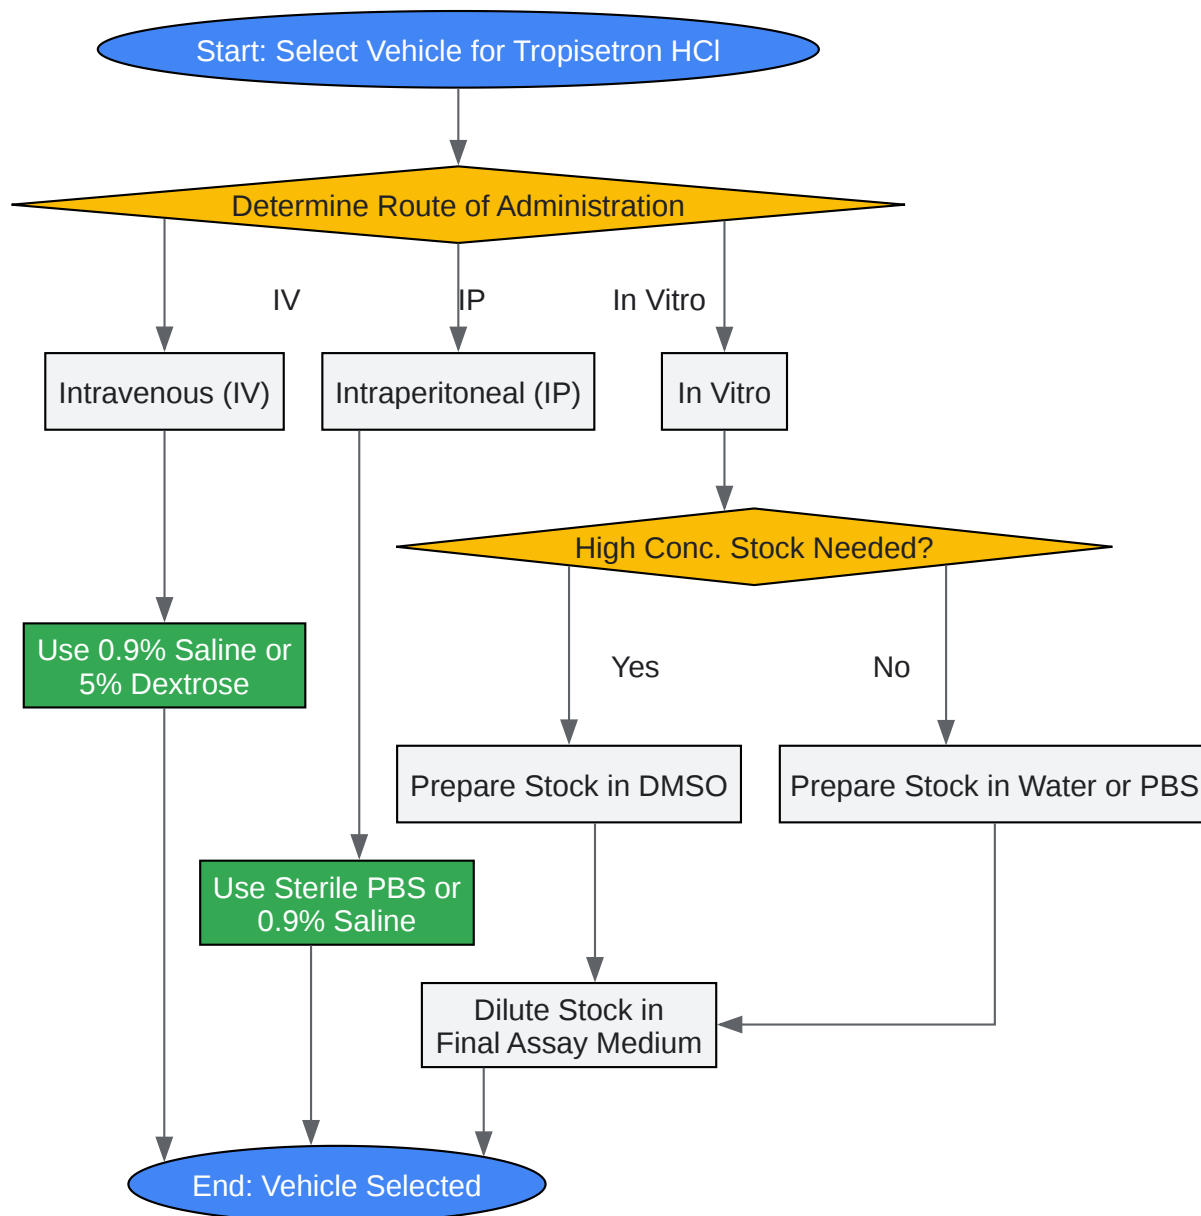 Start: Select Vehicle for Tropisetron HCl
Determine Route of Administration
IV
IP
In Vitro
Intravenous (IV)
Intraperitoneal (IP)
In Vitro
High Conc. Stock Needed?
Use 0.9% Saline or
5% Dextrose
Yes
No
Prepare Stock in DMSO
Prepare Stock in Water or PBS
Use Sterile PBS or
0.9% Saline
Dilute Stock in
Final Assay Medium
End: Vehicle Selected